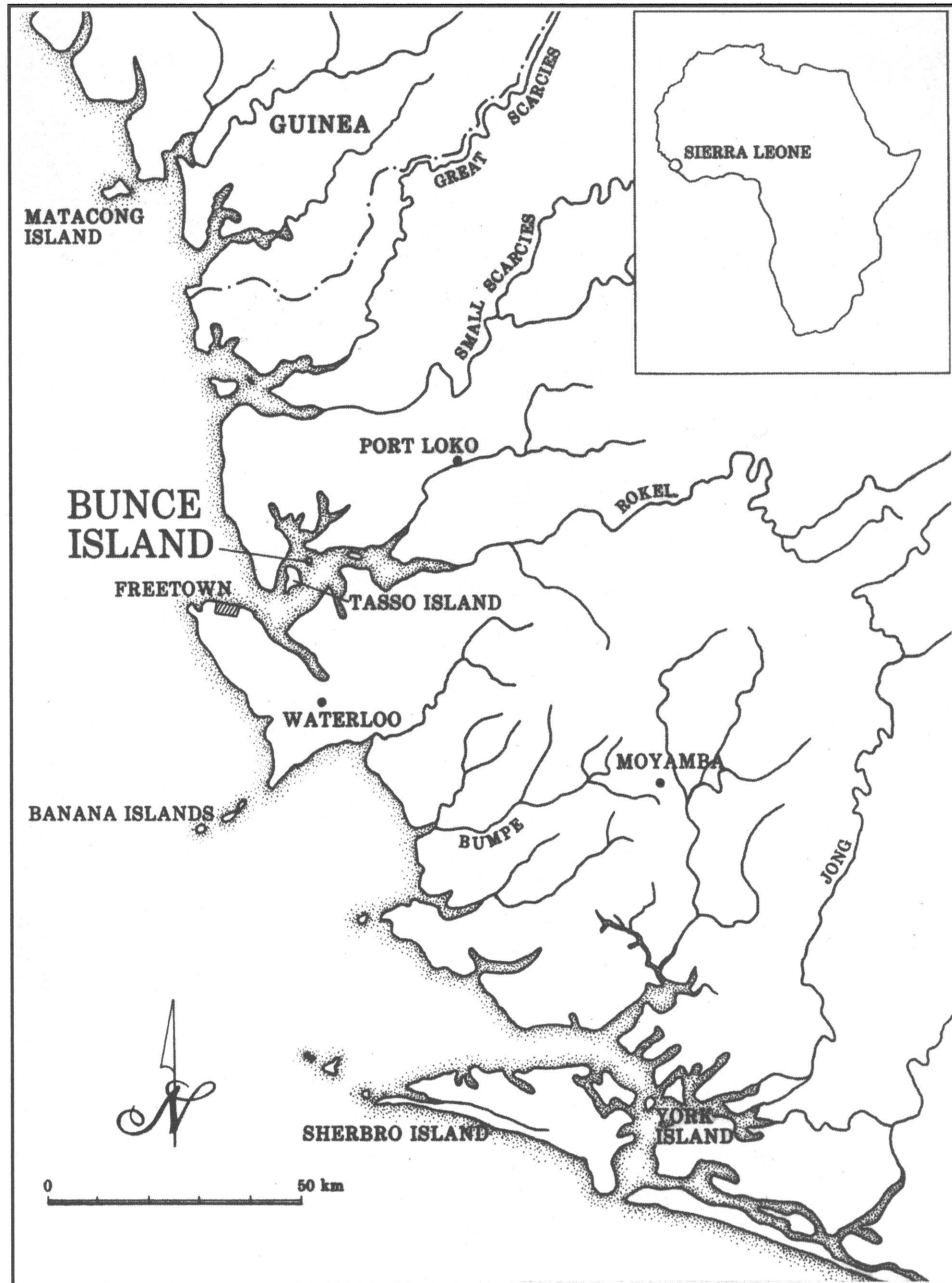 GUINEA
GREAT
SCARCIES
SIERRA LEONE
MATACONG
ISLAND
SMALL SCARCIES
PORT LOKO
ROKEL
BUNCE
ISLAND
FREETOWN
TASSO ISLAND
WATERLOO
MOYAMBA
BANANA ISLANDS
BUMPE
JONG
N
YORK
ISLAND
SHERBRO ISLAND
0
50 km